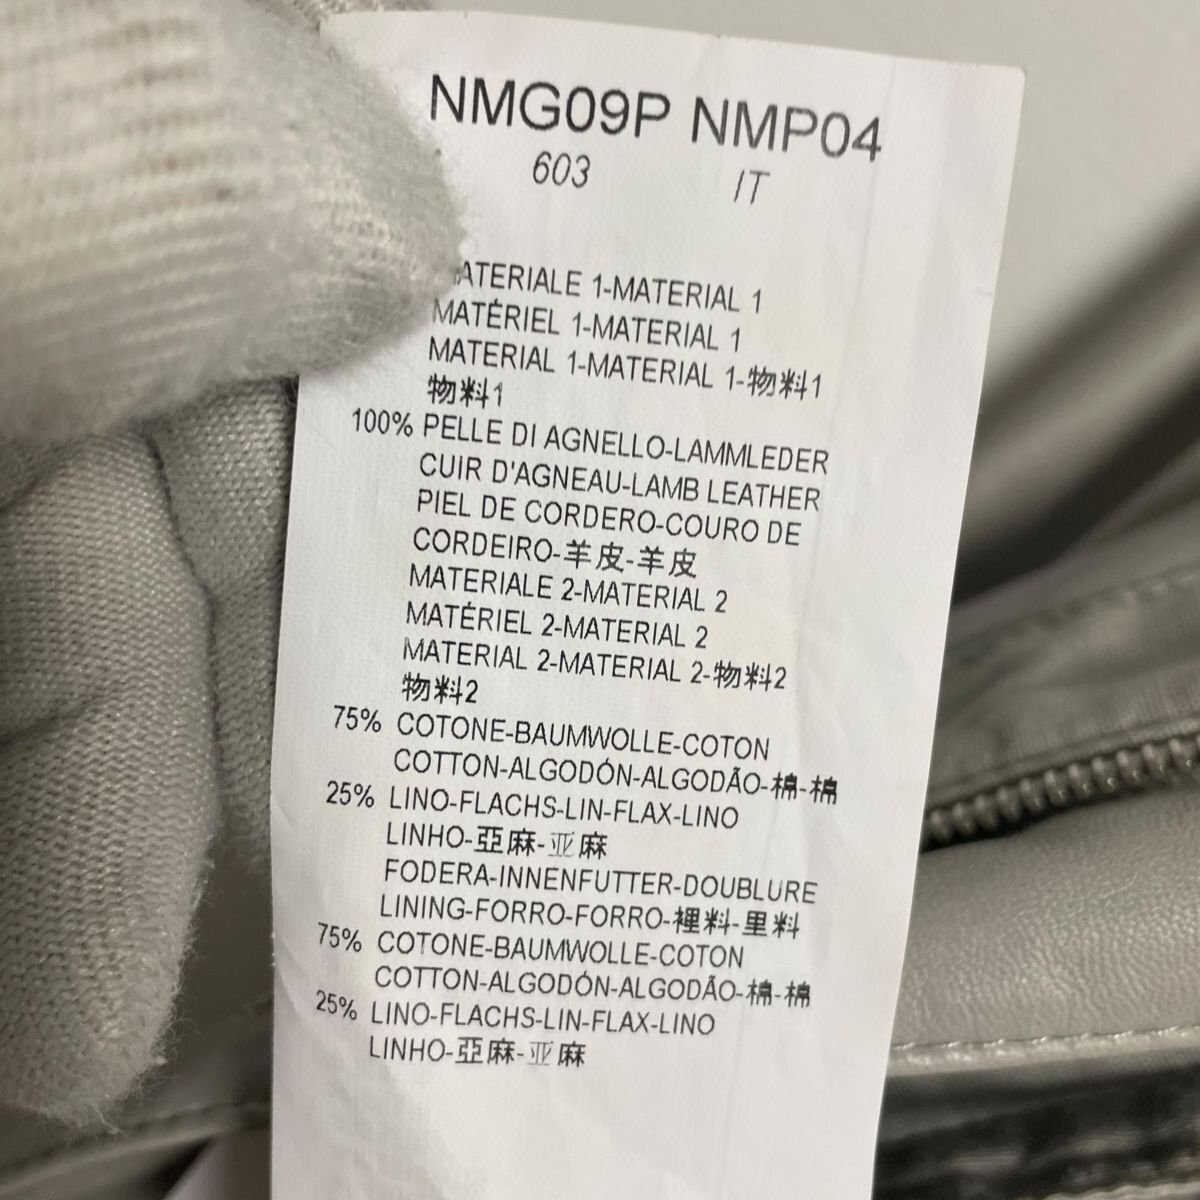 NMG09P NMP04
603 IT
MATERIALE 1-MATERIAL 1
MATÉRIEL 1-MATERIAL 1
MATERIAL 1-MATERIAL 1-物料1
物料1
100% PELLE DI AGNELLO-LAMMLEDER
CUIR D'AGNEAU-LAMB LEATHER
PIEL DE CORDERO-COURO DE
CORDEIRO-羊皮-羊皮
MATERIALE 2-MATERIAL 2
MATÉRIEL 2-MATERIAL 2
MATERIAL 2-MATERIAL 2-物料2
物料2
75% COTONE-BAUMWOLLE-COTON
COTTON-ALGODÓN-ALGODÃO-棉-棉
25% LINO-FLACHS-LIN-FLAX-LINO
LINHO-亞麻-亚麻
FODERA-INNENFUTTER-DOUBLURE
LINING-FORRO-FORRO-裡料-里料
75% COTONE-BAUMWOLLE-COTON
COTTON-ALGODÓN-ALGODÃO-棉-棉
25% LINO-FLACHS-LIN-FLAX-LINO
LINHO-亞麻-亚麻